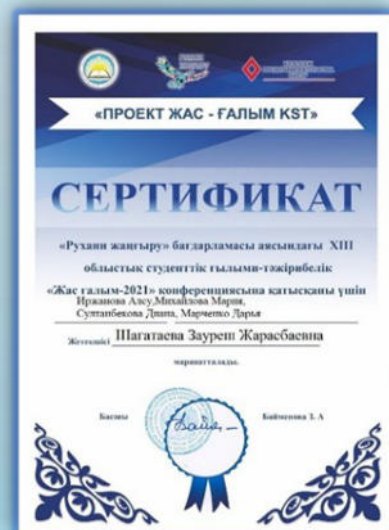 «ПРОЕКТ ЖАС - ҒАЛЫМ KST»
СЕРТИФИКАТ
«Рухани жаңғыру» бағдарламасы аясындағы XIII
облыстық студенттік ғылыми-тәжірибелік
«Жас ғалым-2021» конференциясына қатысқаны үшін
Иржанова Алсу,Михайлова Мария,
Султанбекова Диана, Марченко Дарья
Жетекшісі Шагатаева Зауреш Жарасбаевна
марапатталады.
Басшы Байменова З. А